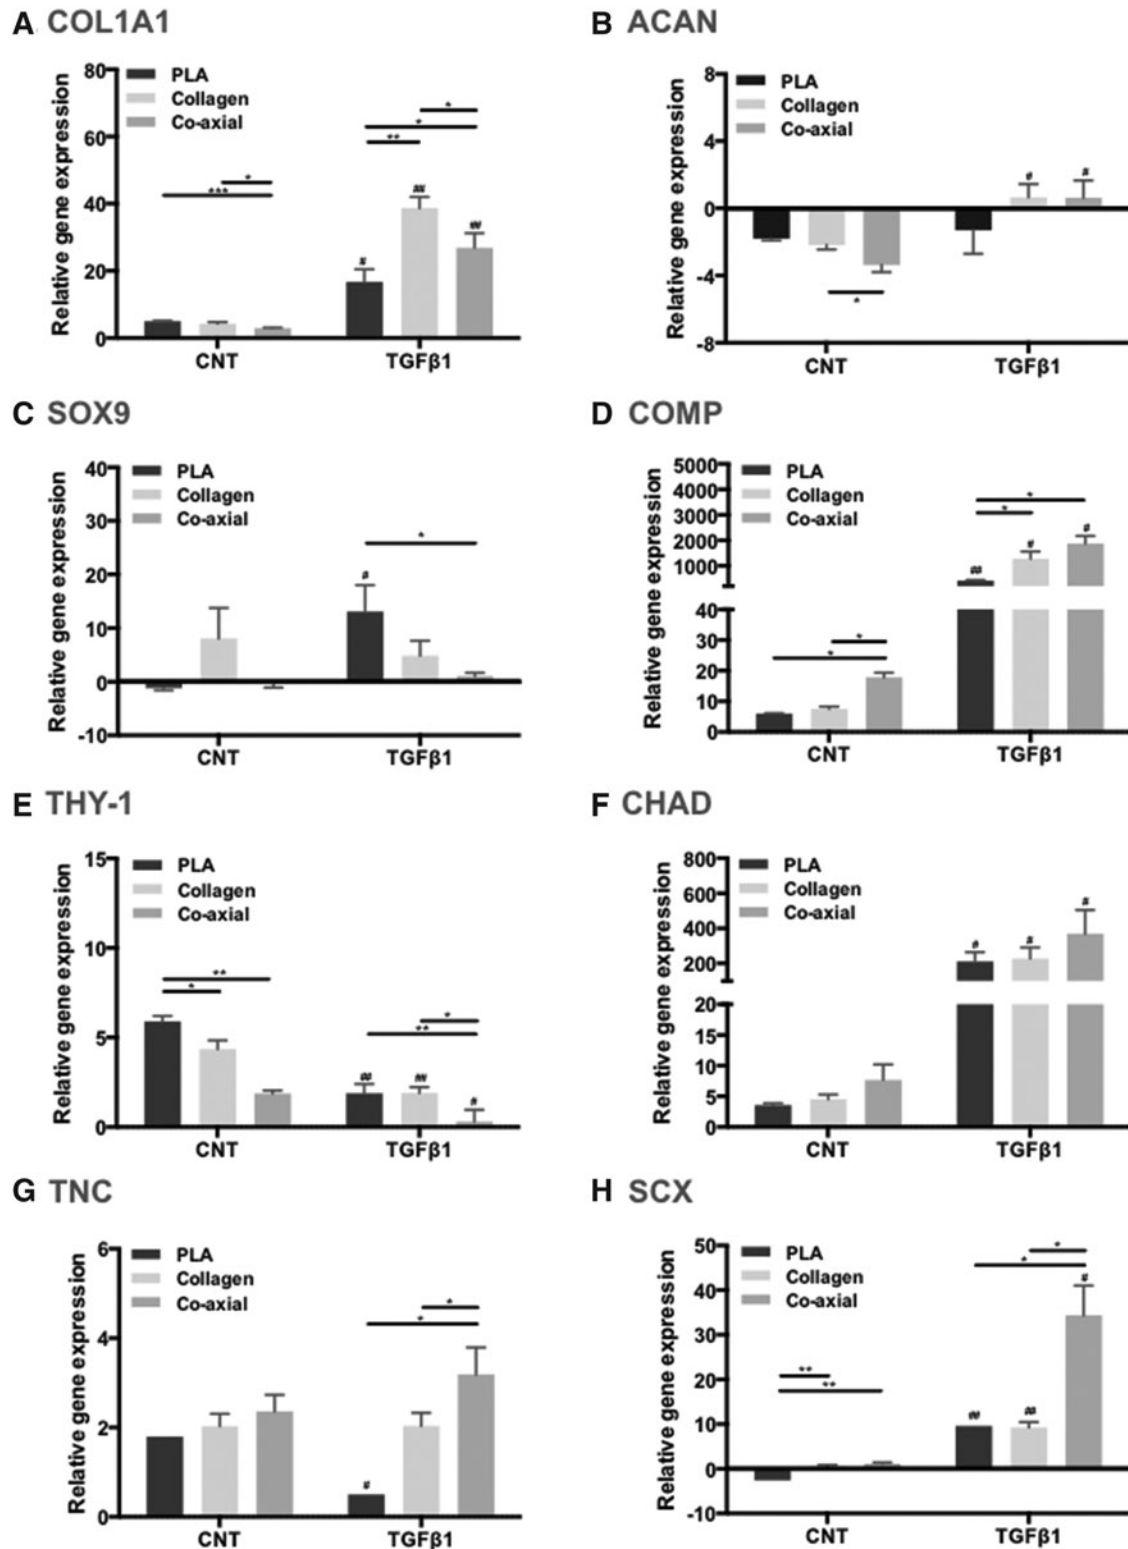 A COL1A1
Relative gene expression
80
60
40
20
0
PLA
Collagen
Co-axial
***
*
**
*
*
#
##
##
CNT
TGFβ1
B ACAN
Relative gene expression
8
4
0
-4
-8
PLA
Collagen
Co-axial
*
#
#
CNT
TGFβ1
C SOX9
Relative gene expression
40
30
20
10
0
-10
PLA
Collagen
Co-axial
*
#
CNT
TGFβ1
D COMP
Relative gene expression
5000
4000
3000
2000
1000
40
30
20
10
0
PLA
Collagen
Co-axial
*
*
*
*
##
#
#
CNT
TGFβ1
E THY-1
Relative gene expression
15
10
5
0
PLA
Collagen
Co-axial
**
*
*
**
##
##
#
CNT
TGFβ1
F CHAD
Relative gene expression
800
600
400
200
20
15
10
5
0
PLA
Collagen
Co-axial
#
#
#
CNT
TGFβ1
G TNC
Relative gene expression
6
4
2
0
PLA
Collagen
Co-axial
*
*
#
CNT
TGFβ1
H SCX
Relative gene expression
50
40
30
20
10
0
-10
PLA
Collagen
Co-axial
**
**
*
*
##
##
#
CNT
TGFβ1